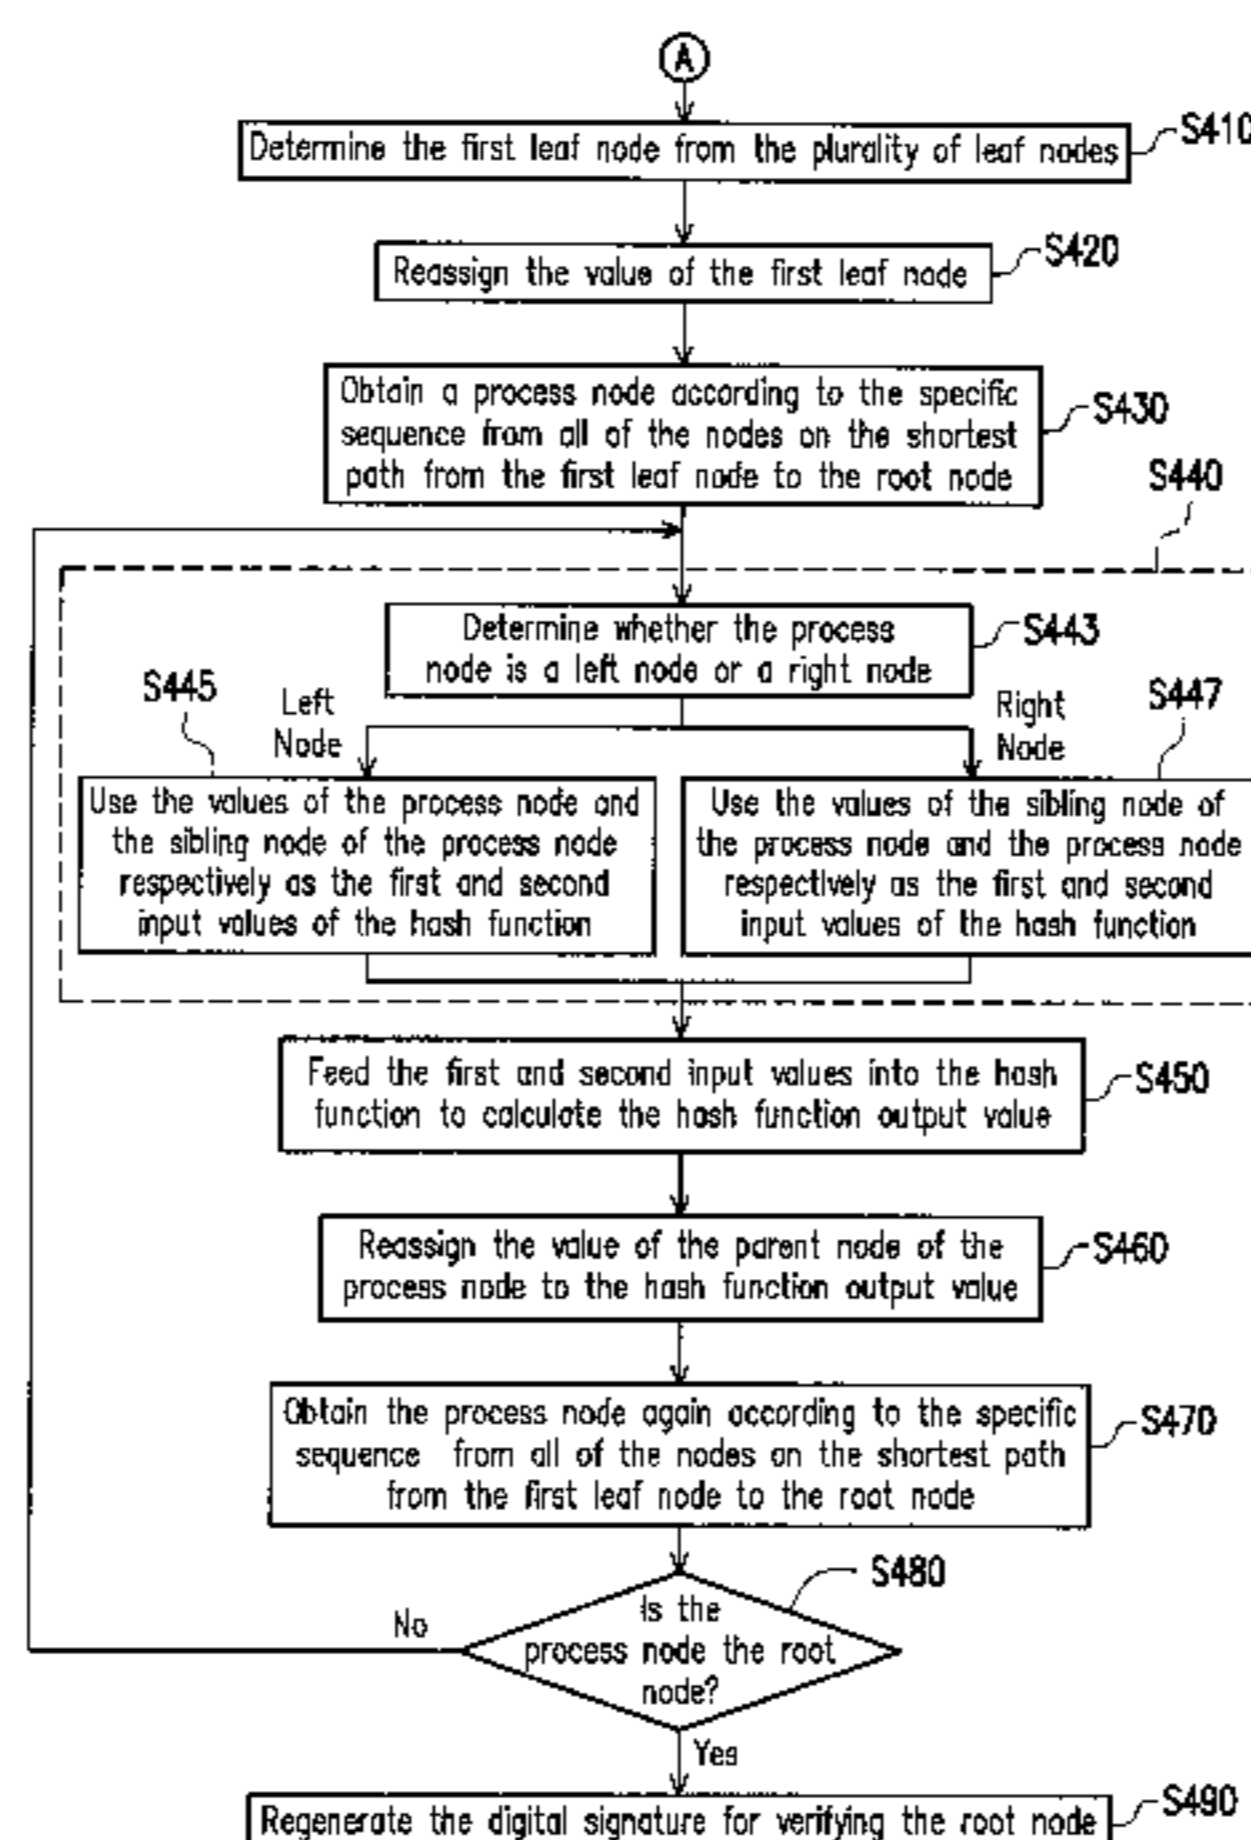 A
Determine the first leaf node from the plurality of leaf nodes
S410
Reassign the value of the first leaf node
S420
Obtain a process node according to the specific
sequence from all of the nodes on the shortest
path from the first leaf node to the root node
S430
S440
Determine whether the process
node is a left node or a right node
S443
S445
Left
Node
Right
Node
S447
Use the values of the process node and
the sibling node of the process node
respectively as the first and second
input values of the hash function
Use the values of the sibling node of
the process node and the process node
respectively as the first and second
input values of the hash function
Feed the first and second input values into the hash
function to calculate the hash function output value
S450
Reassign the value of the parent node of the
process node to the hash function output value
S460
Obtain the process node again according to the specific
sequence from all of the nodes on the shortest path
from the first leaf node to the root node
S470
S480
Is the
process node the root
node?
No
Yes
Regenerate the digital signature for verifying the root node
S490